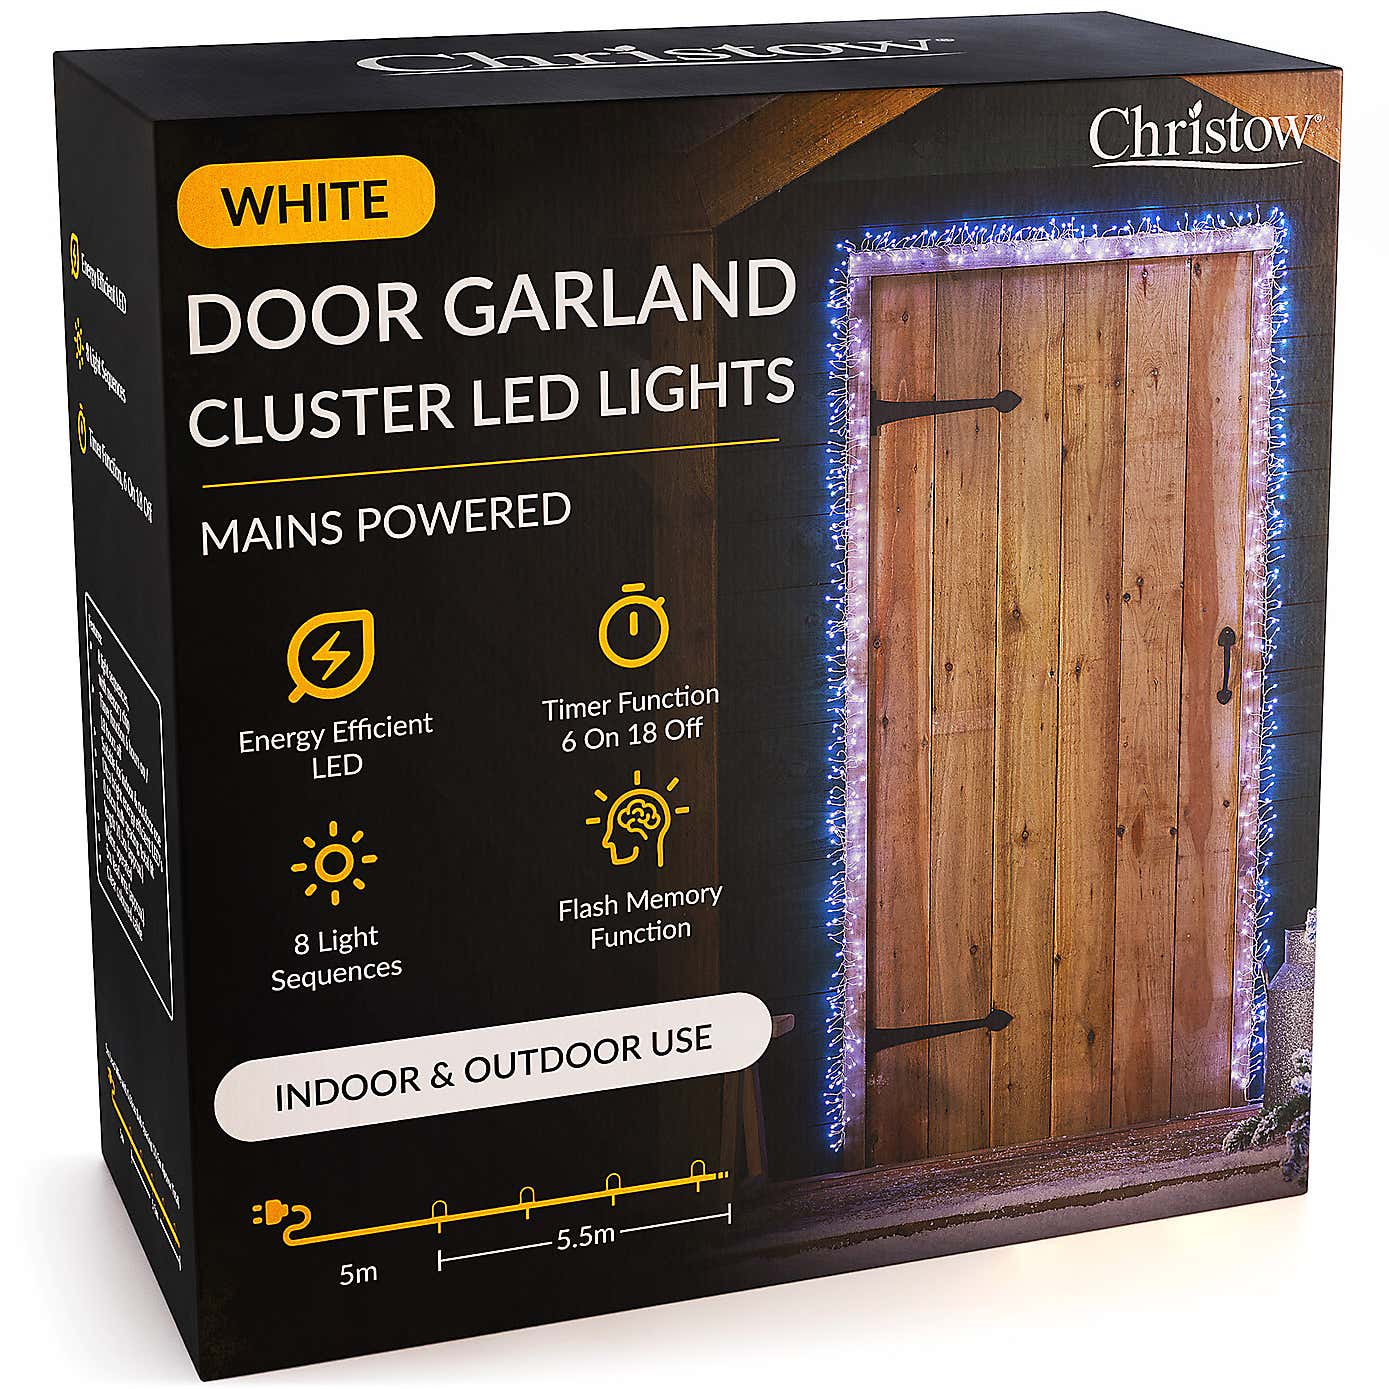 Christow®
Christow®
WHITE
DOOR GARLAND
CLUSTER LED LIGHTS
MAINS POWERED
Energy Efficient
LED
Timer Function
6 On 18 Off
8 Light
Sequences
Flash Memory
Function
INDOOR & OUTDOOR USE
5m
5.5m
Energy Efficient LED
8 Light Sequences
Timer Function, 6 On 18 Off
Features: